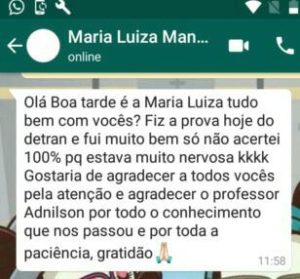 Maria Luiza Man...
online
Olá Boa tarde é a Maria Luiza tudo
bem com vocês? Fiz a prova hoje do
detran e fui muito bem só não acertei
100% pq estava muito nervosa kkkk
Gostaria de agradecer a todos vocês
pela atenção e agradecer o professor
Adnilson por todo o conhecimento
que nos passou e por toda a
paciência, gratidão🙏🏻
11:58